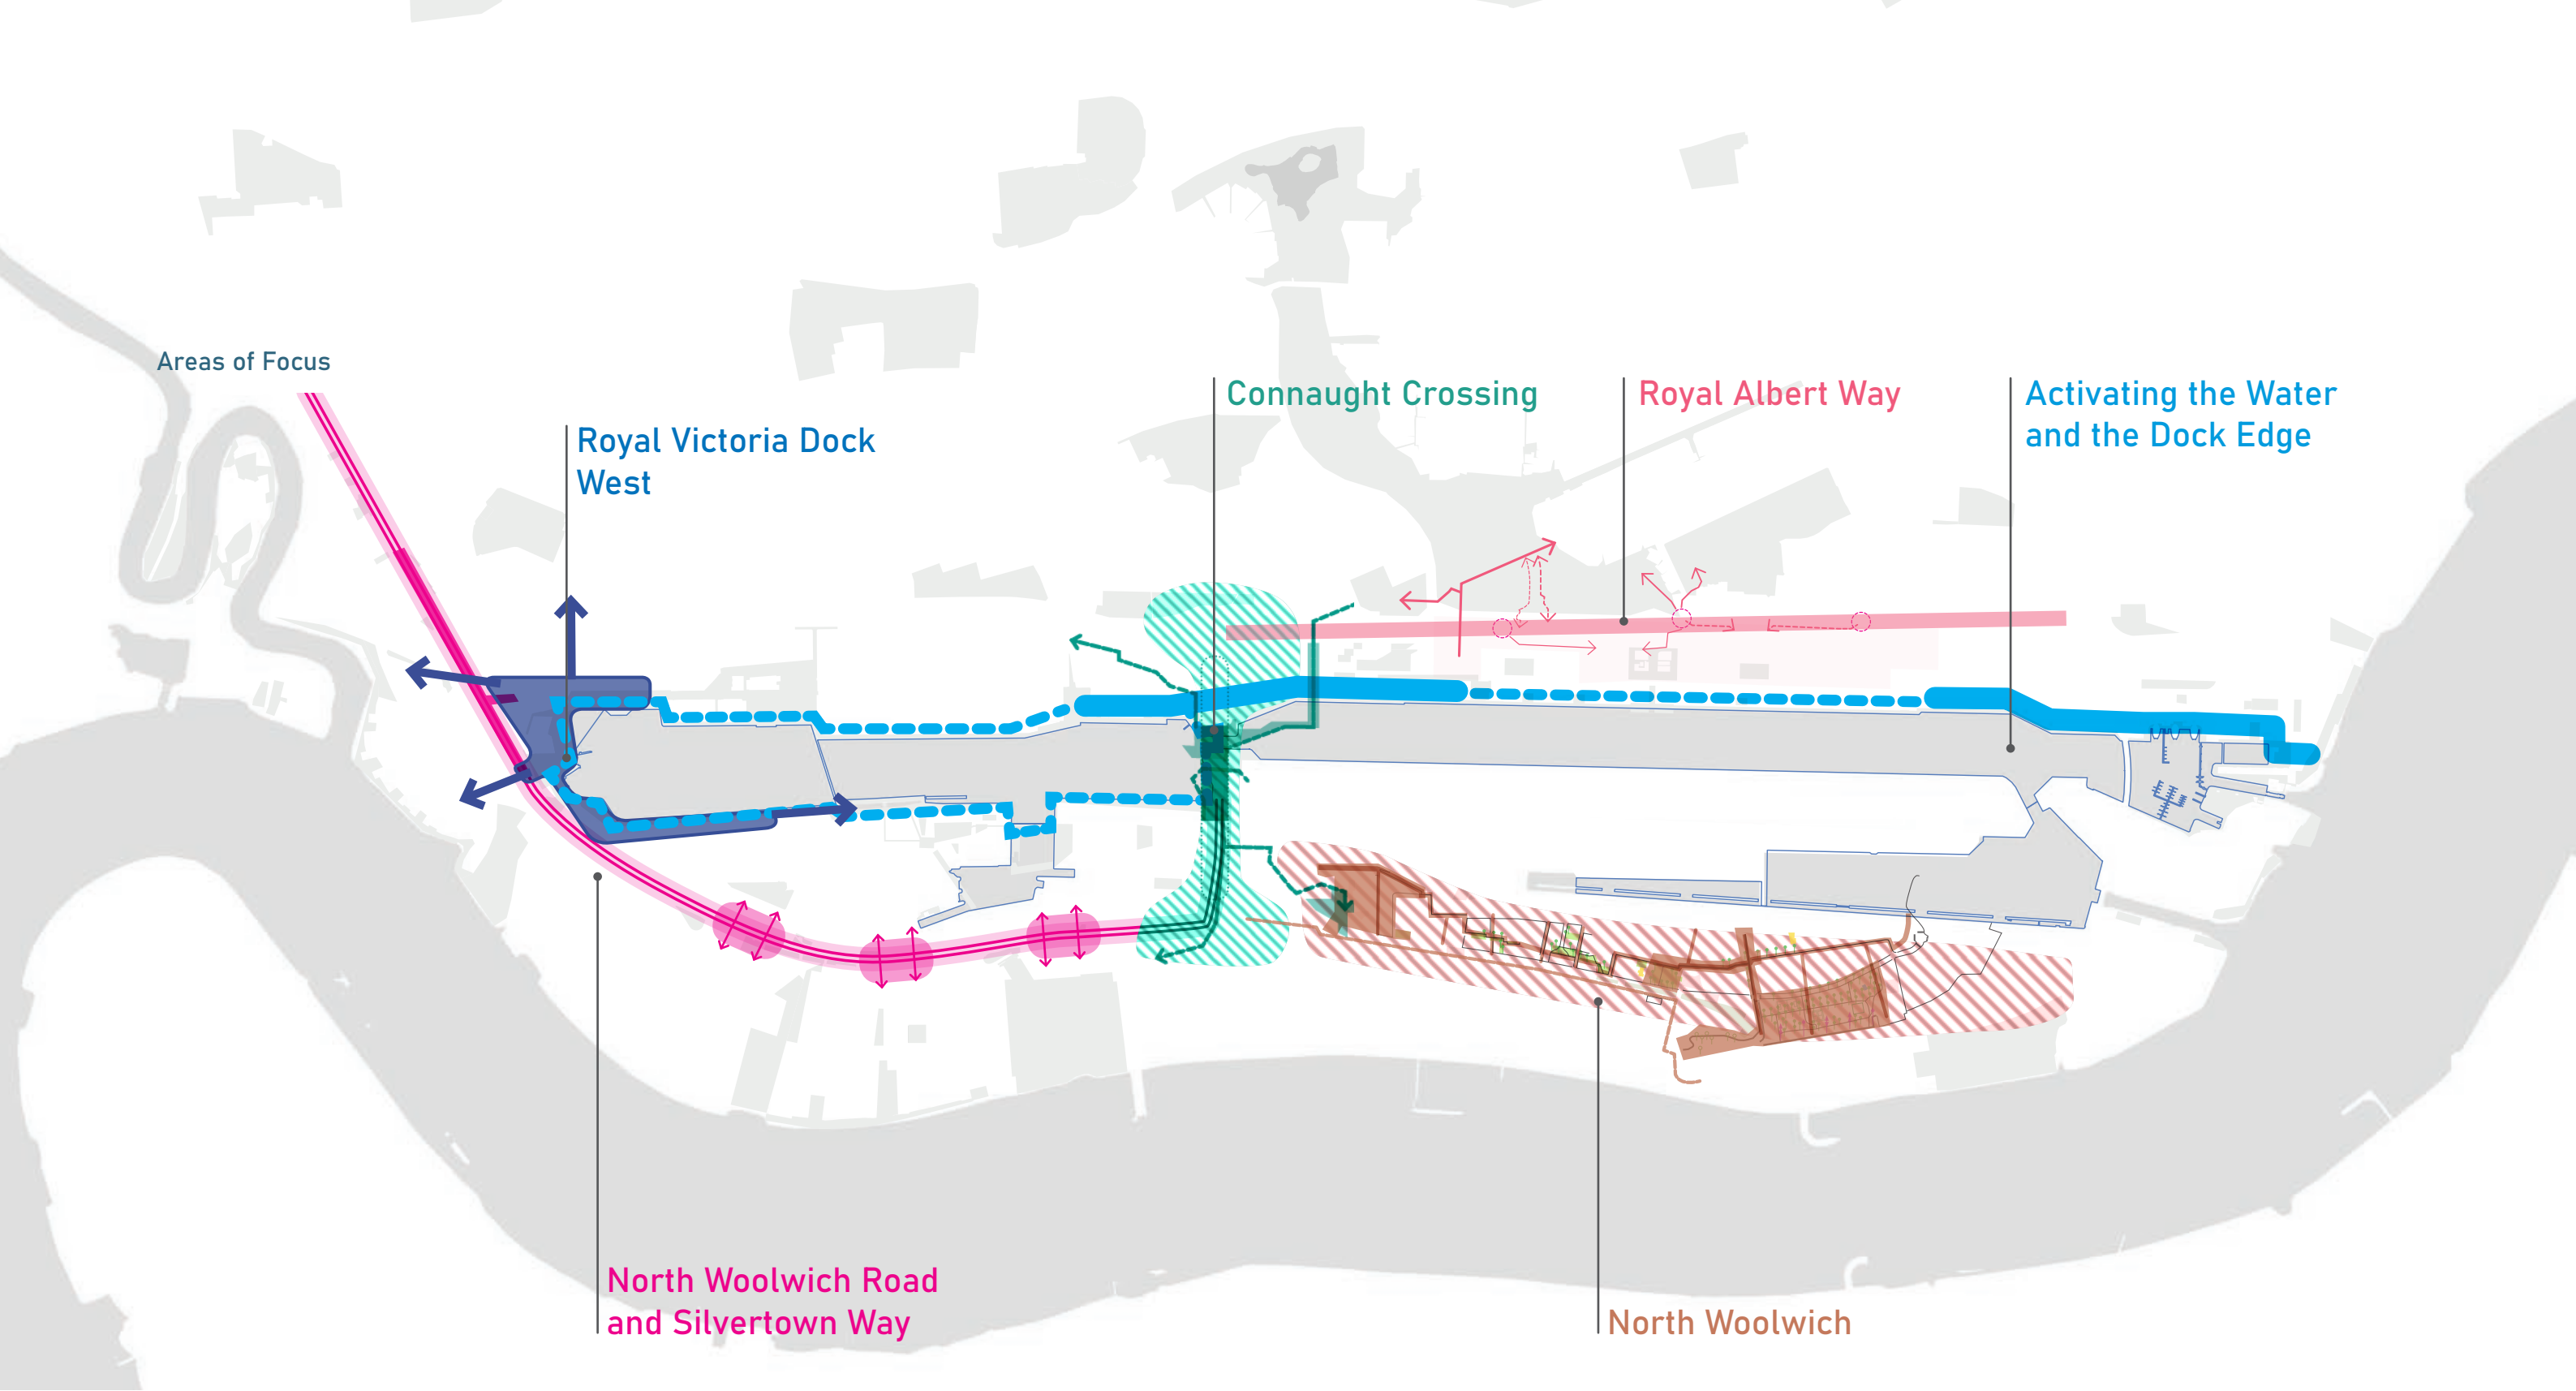 Areas of Focus
Royal Victoria Dock
West
Connaught Crossing
Royal Albert Way
Activating the Water
and the Dock Edge
North Woolwich Road
and Silvertown Way
North Woolwich